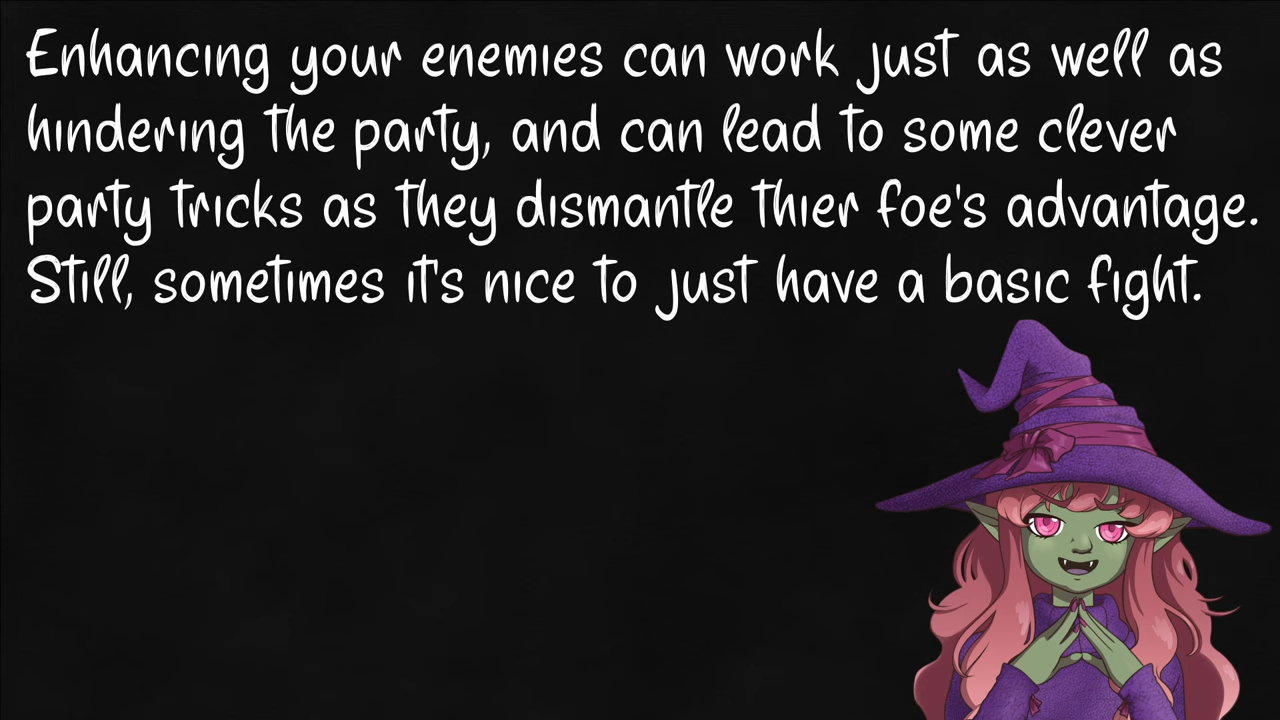 Enhancing your enemies can work just as well as
hindering the party, and can lead to some clever
party tricks as they dismantle thier foe's advantage.
Still, sometimes it's nice to just have a basic fight.